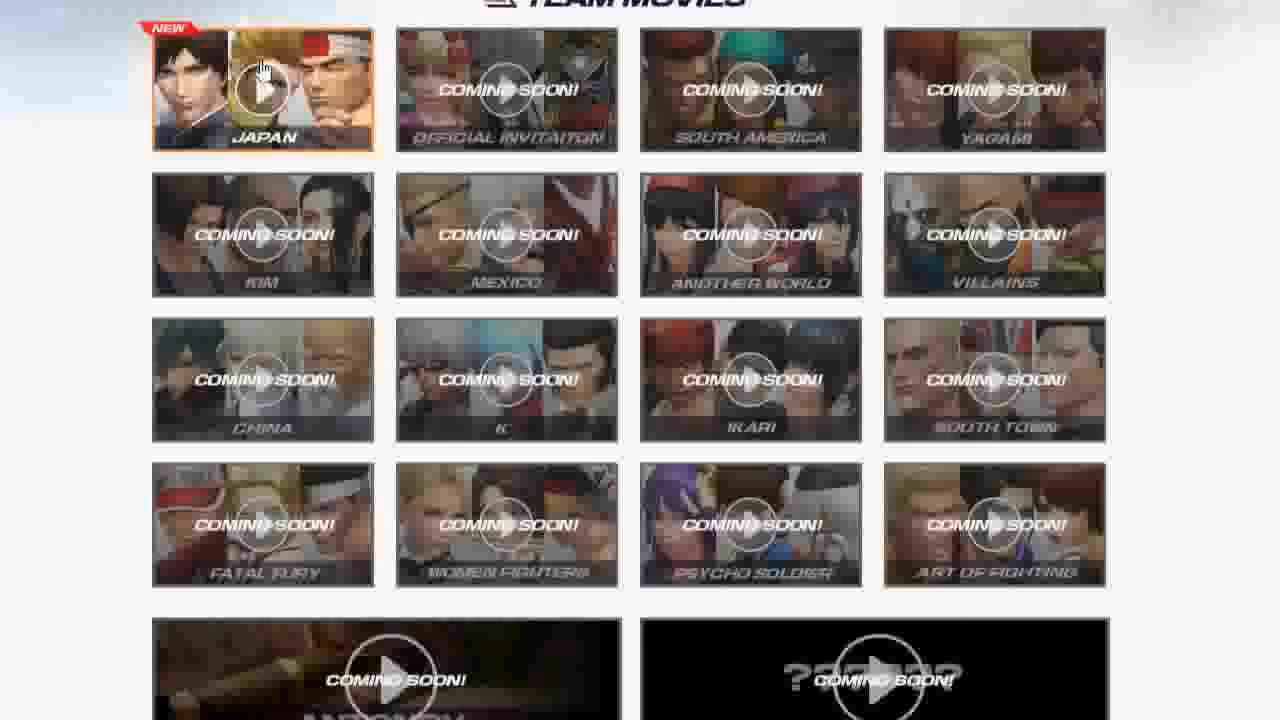 TEAM MOVIES
NEW
JAPAN
COMING SOON!
OFFICIAL INVITAITON
COMING SOON!
SOUTH AMERICA
COMING SOON!
YAGAMI
COMING SOON!
KIM
COMING SOON!
MEXICO
COMING SOON!
ANOTHER WORLD
COMING SOON!
VILLAINS
COMING SOON!
CHINA
COMING SOON!
K'
COMING SOON!
IKARI
COMING SOON!
SOUTH TOWN
COMING SOON!
FATAL FURY
COMING SOON!
WOMEN FIGHTERS
COMING SOON!
PSYCHO SOLDIER
COMING SOON!
ART OF FIGHTING
COMING SOON!
??????
COMING SOON!